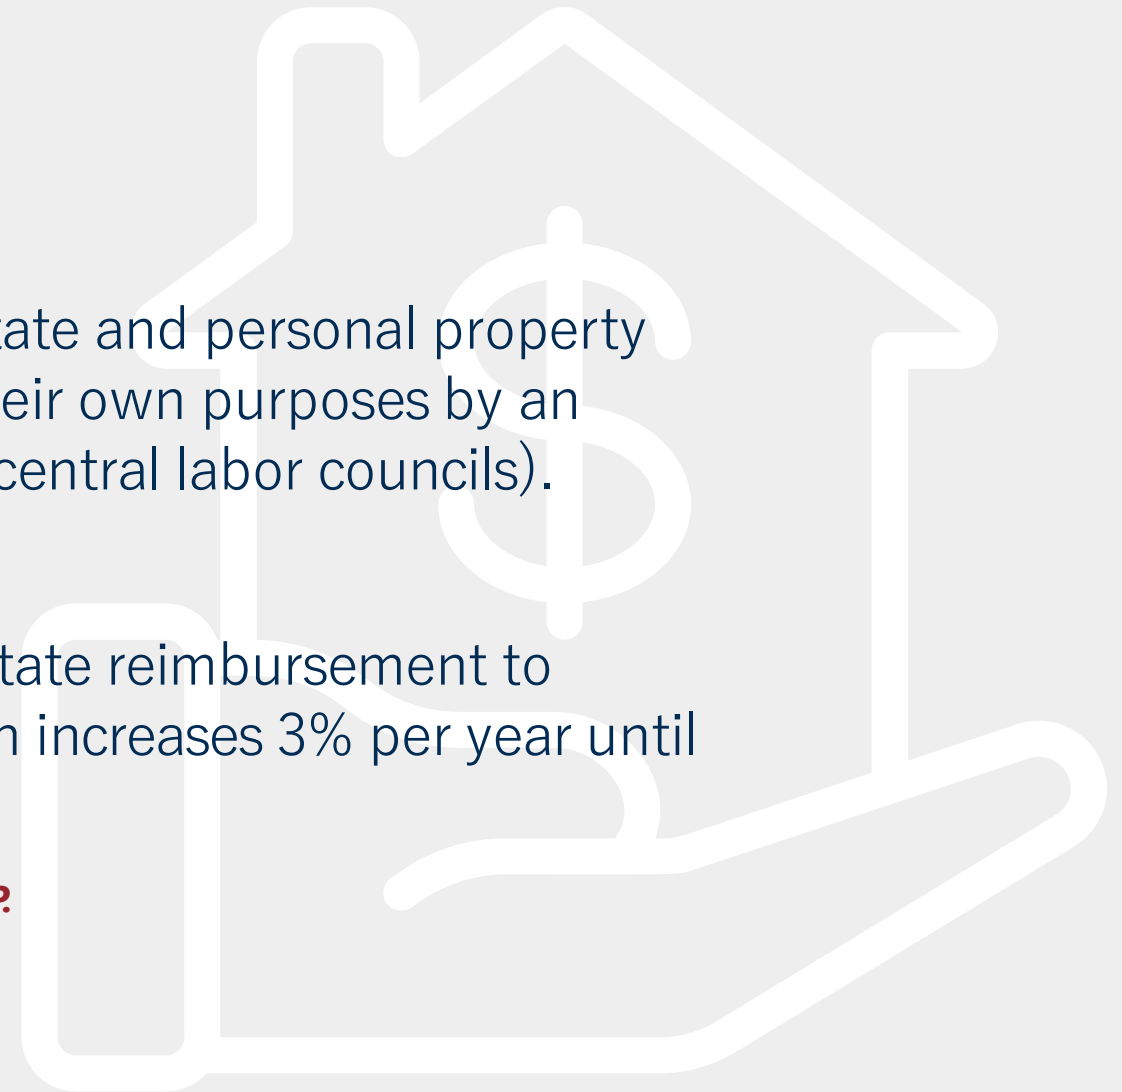 tate and personal property
eir own purposes by an
central labor councils).
tate reimbursement to
n increases 3% per year until
?